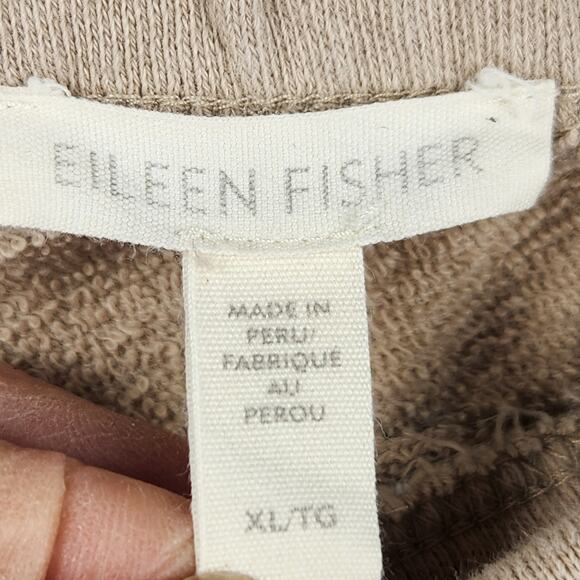 EILEEN FISHER
MADE IN
PERU/
FABRIQUE
AU
PEROU
XL/TG